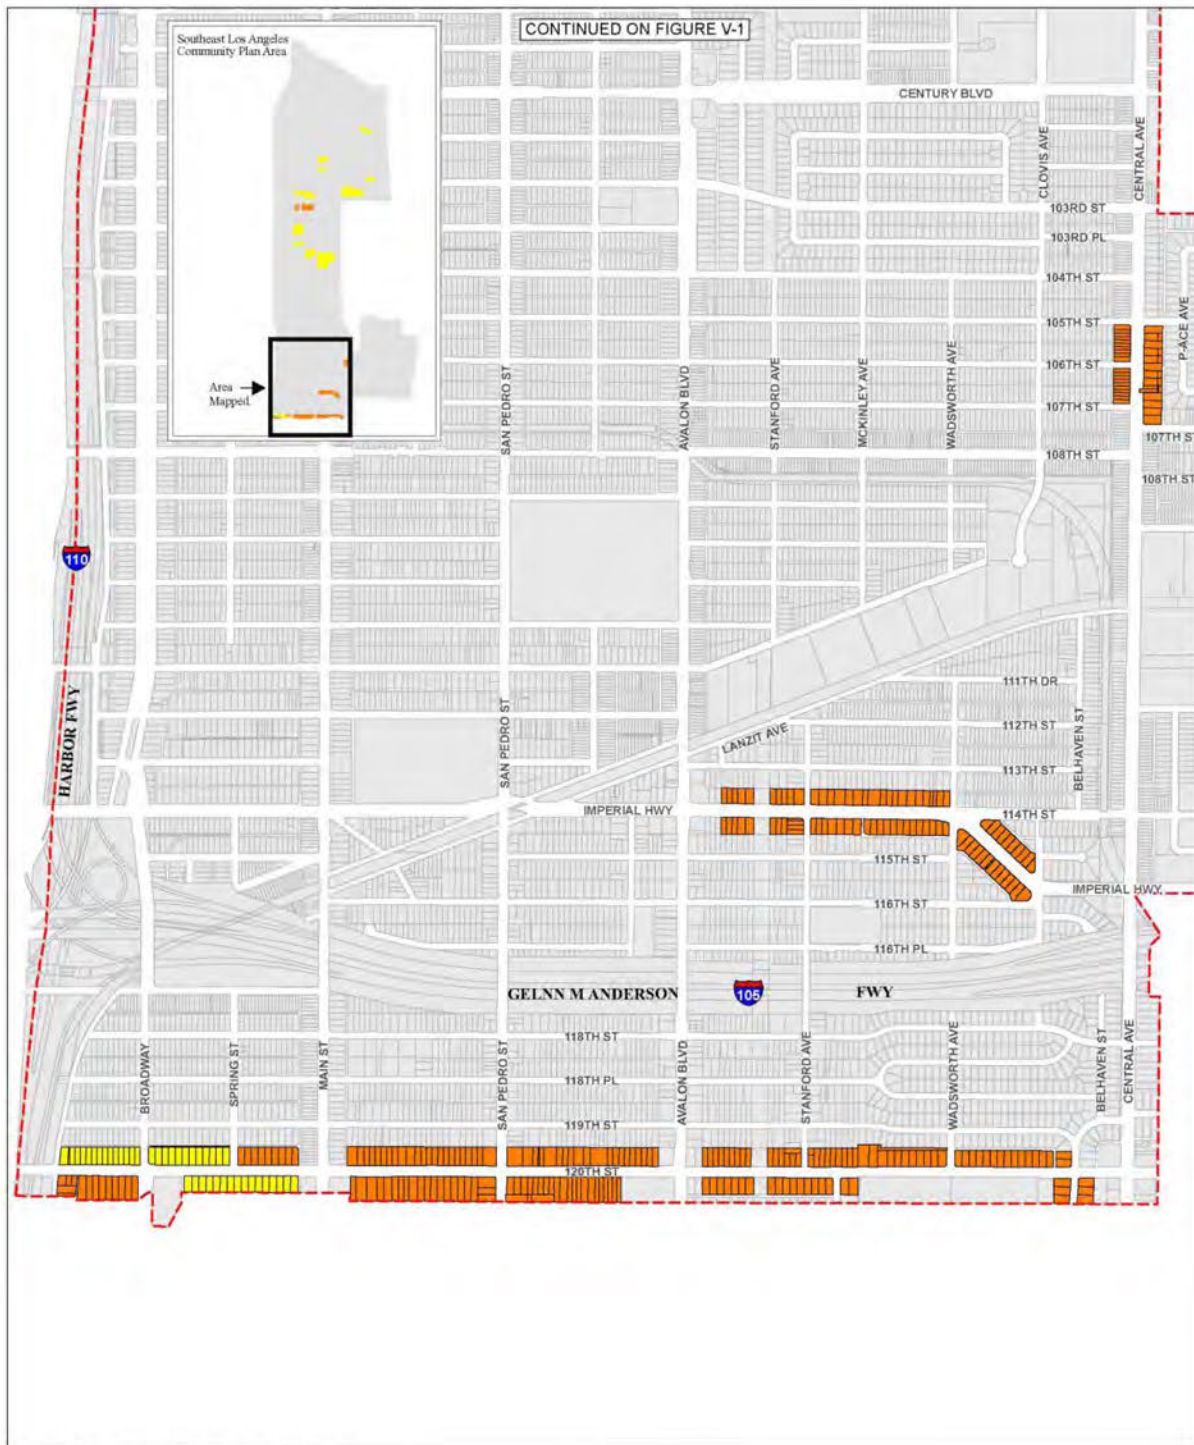 CONTINUED ON FIGURE V-1
Southeast Los Angeles
Community Plan Area
Area
Mapped
CENTURY BLVD
CLOVIS AVE
CENTRAL AVE
103RD ST
103RD PL
104TH ST
105TH ST
P-ACE AVE
106TH ST
107TH ST
107TH ST
108TH ST
108TH ST
SAN PEDRO ST
AVALON BLVD
STANFORD AVE
MCKINLEY AVE
WADSWORTH AVE
110
HARBOR FWY
SAN PEDRO ST
LANZIT AVE
111TH DR
112TH ST
BELHAVEN ST
113TH ST
IMPERIAL HWY
114TH ST
115TH ST
IMPERIAL HWY
116TH ST
116TH PL
GELNN M ANDERSON
105
FWY
118TH ST
118TH PL
119TH ST
120TH ST
BROADWAY
SPRING ST
MAIN ST
SAN PEDRO ST
AVALON BLVD
STANFORD AVE
WADSWORTH AVE
BELHAVEN ST
CENTRAL AVE